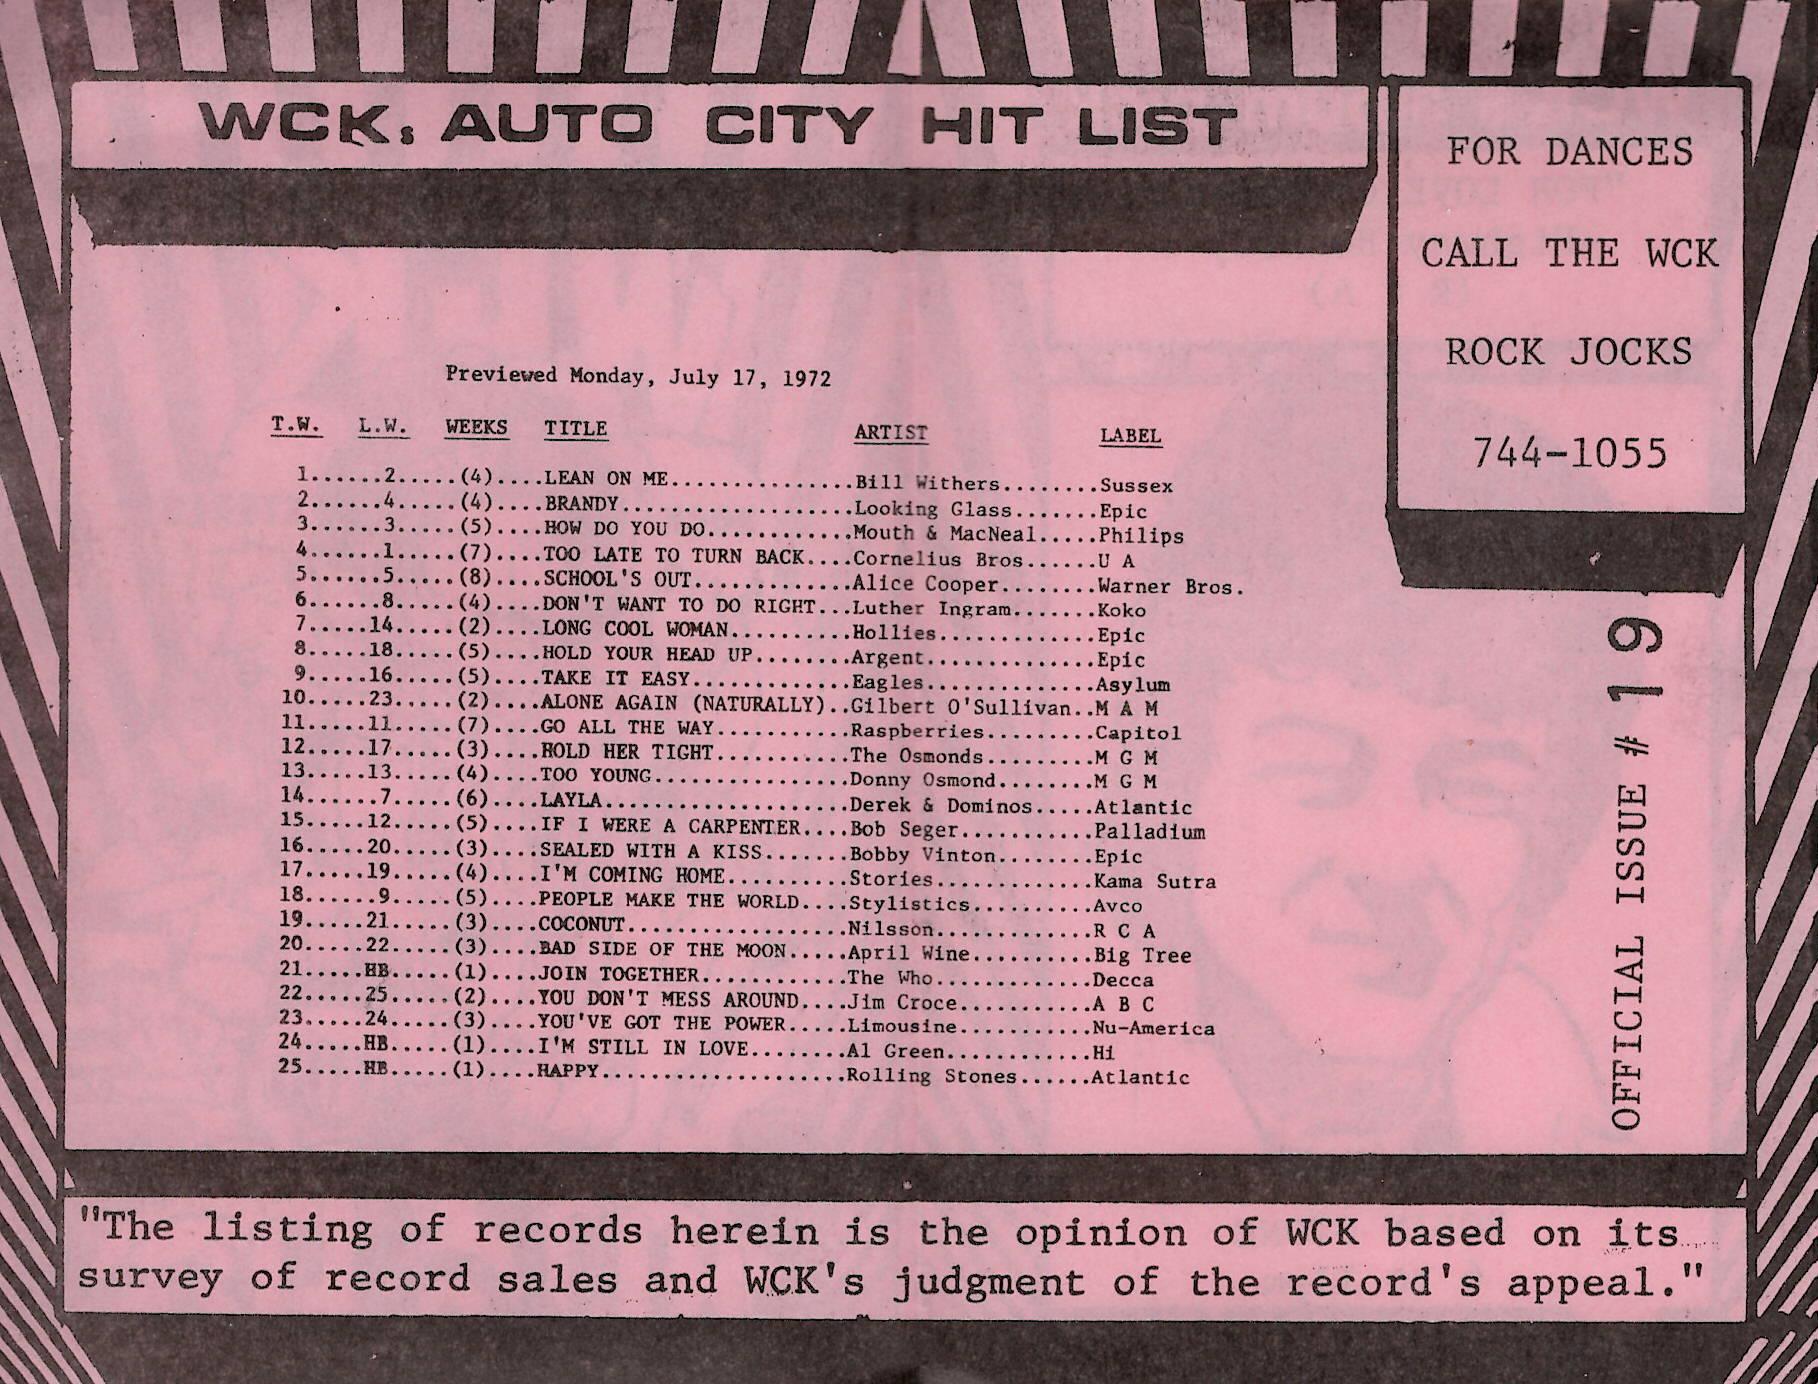 WCK. AUTO CITY HIT LIST
FOR DANCES
CALL THE WCK
ROCK JOCKS
744-1055
Previewed Monday, July 17, 1972
T.W. L.W. WEEKS TITLE ARTIST LABEL
1......2.....(4)....LEAN ON ME...............Bill Withers........Sussex
2......4.....(4)....BRANDY...................Looking Glass.......Epic
3......3.....(5)....HOW DO YOU DO............Mouth & MacNeal.....Philips
4......1.....(7)....TOO LATE TO TURN BACK....Cornelius Bros......U A
5......5.....(8)....SCHOOL'S OUT.............Alice Cooper........Warner Bros.
6......8.....(4)....DON'T WANT TO DO RIGHT...Luther Ingram.......Koko
7.....14.....(2)....LONG COOL WOMAN..........Hollies.............Epic
8.....18.....(5)....HOLD YOUR HEAD UP........Argent..............Epic
9.....16.....(5)....TAKE IT EASY.............Eagles..............Asylum
10.....23.....(2)....ALONE AGAIN (NATURALLY)..Gilbert O'Sullivan..M A M
11.....11.....(7)....GO ALL THE WAY...........Raspberries.........Capitol
12.....17.....(3)....HOLD HER TIGHT...........The Osmonds.........M G M
13.....13.....(4)....TOO YOUNG................Donny Osmond........M G M
14......7.....(6)....LAYLA....................Derek & Dominos.....Atlantic
15.....12.....(5)....IF I WERE A CARPENTER....Bob Seger...........Palladium
16.....20.....(3)....SEALED WITH A KISS.......Bobby Vinton........Epic
17.....19.....(4)....I'M COMING HOME..........Stories.............Kama Sutra
18......9.....(5)....PEOPLE MAKE THE WORLD....Stylistics..........Avco
19.....21.....(3)....COCONUT..................Nilsson.............R C A
20.....22.....(3)....BAD SIDE OF THE MOON.....April Wine..........Big Tree
21.....HB.....(1)....JOIN TOGETHER............The Who.............Decca
22.....25.....(2)....YOU DON'T MESS AROUND....Jim Croce...........A B C
23.....24.....(3)....YOU'VE GOT THE POWER.....Limousine...........Nu-America
24.....HB.....(1)....I'M STILL IN LOVE........Al Green............Hi
25.....HB.....(1)....HAPPY....................Rolling Stones......Atlantic
OFFICIAL ISSUE # 19
"The listing of records herein is the opinion of WCK based on its
survey of record sales and WCK's judgment of the record's appeal."